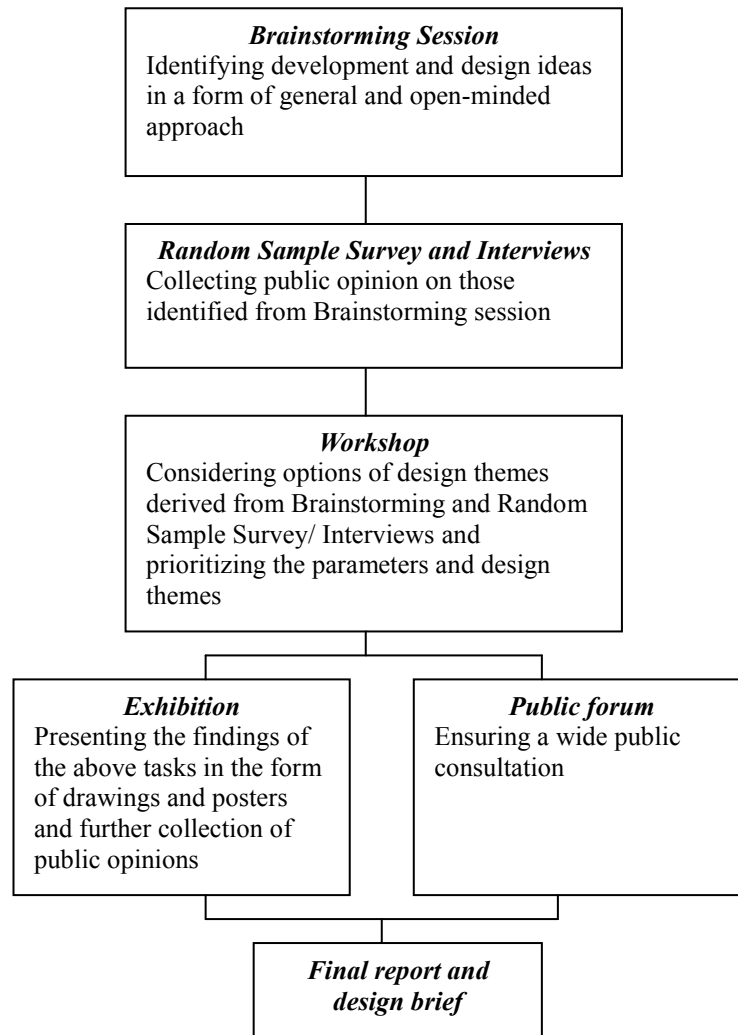 Brainstorming Session
Identifying development and design ideas
in a form of general and open-minded
approach
Random Sample Survey and Interviews
Collecting public opinion on those
identified from Brainstorming session
Workshop
Considering options of design themes
derived from Brainstorming and Random
Sample Survey/ Interviews and
prioritizing the parameters and design
themes
Exhibition
Presenting the findings of
the above tasks in the form
of drawings and posters
and further collection of
public opinions
Public forum
Ensuring a wide public
consultation
Final report and
design brief